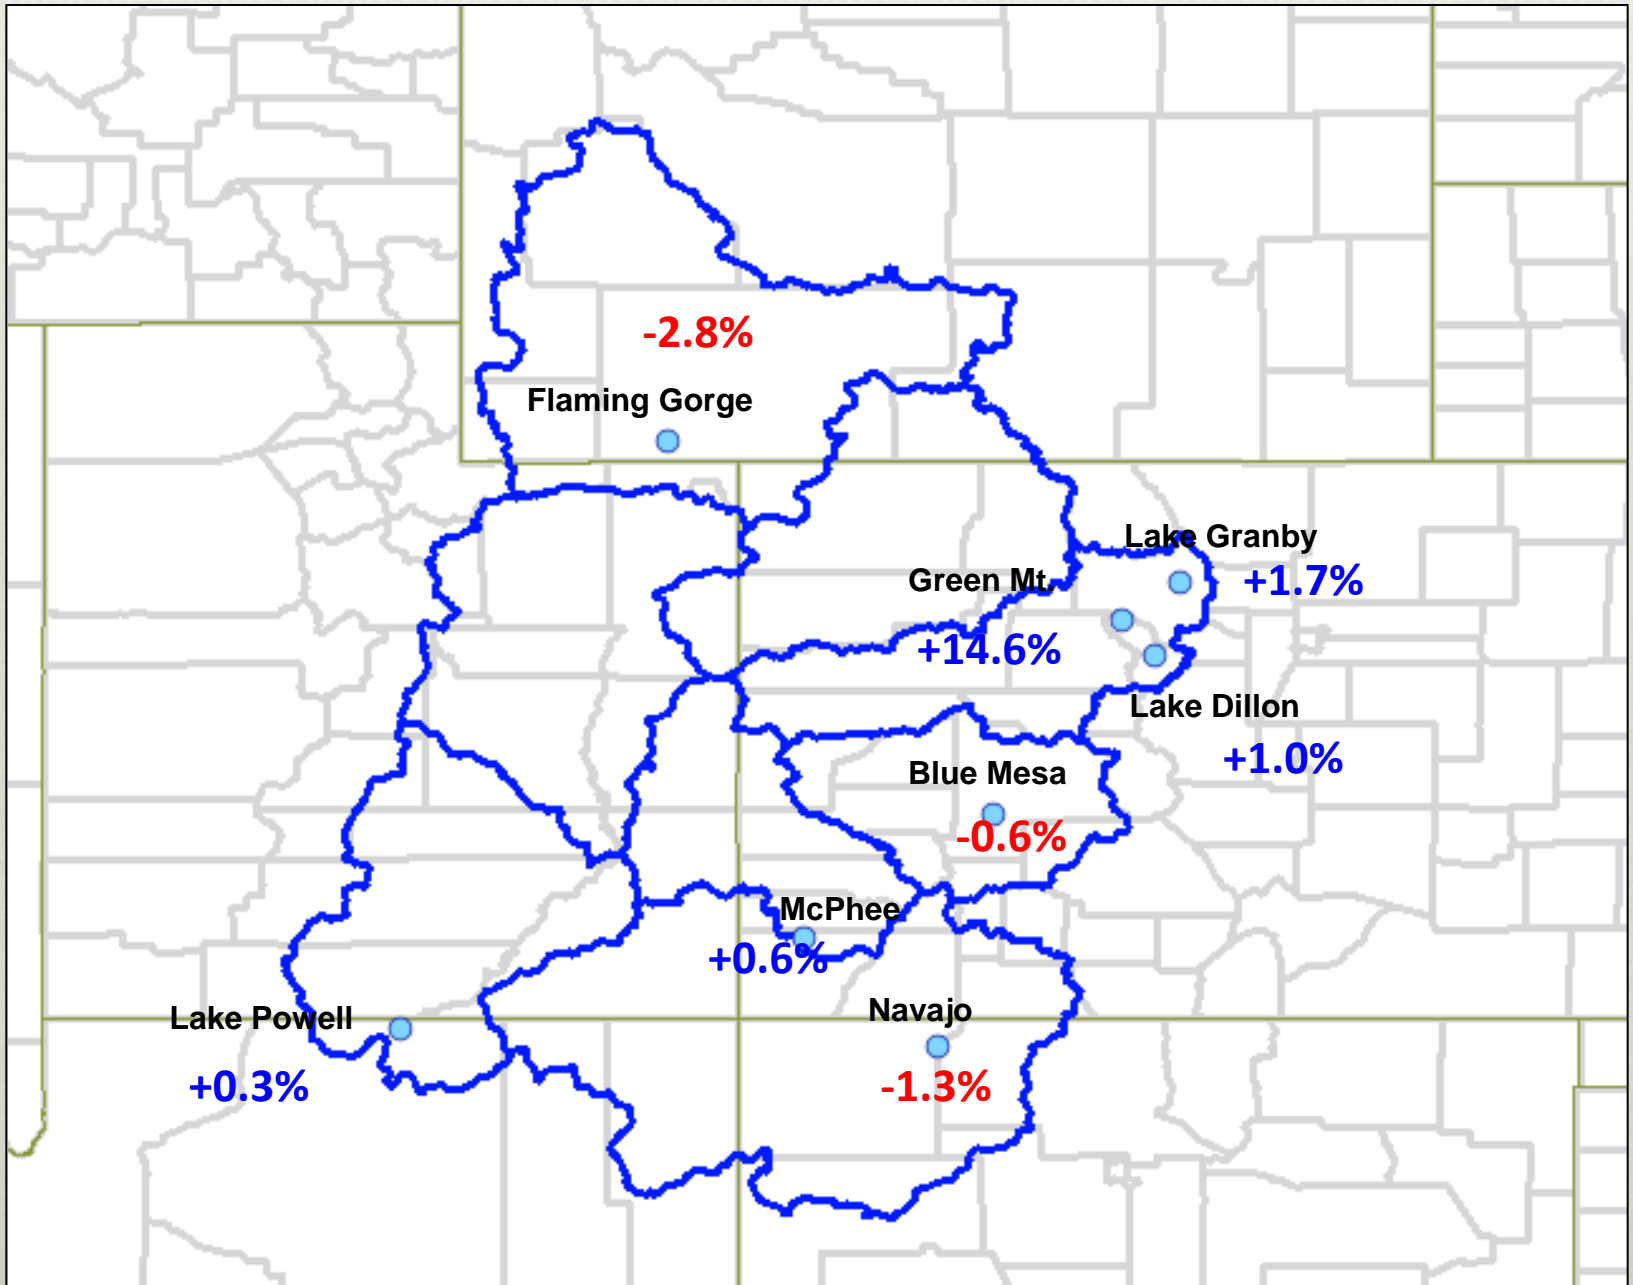 -2.8%
Flaming Gorge
Lake Granby
+1.7%
Green Mt.
+14.6%
Lake Dillon
+1.0%
Blue Mesa
-0.6%
McPhee
+0.6%
Navajo
-1.3%
Lake Powell
+0.3%